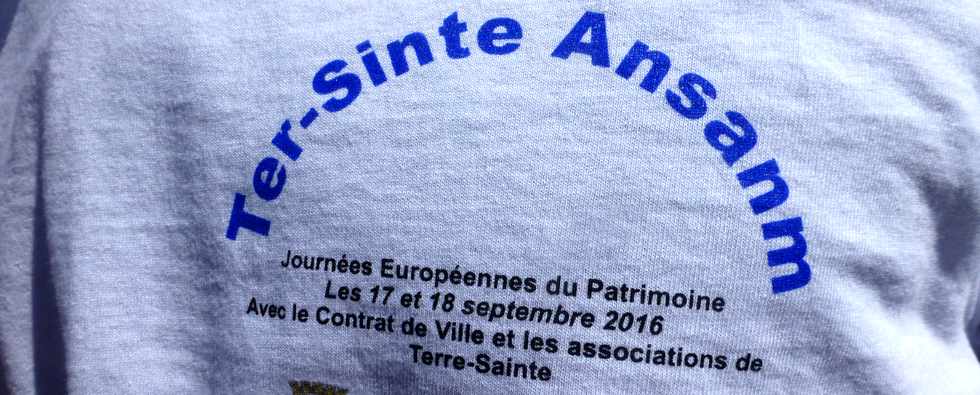 Ter-Sinte Ansanm
Journées Européennes du Patrimoine
Les 17 et 18 septembre 2016
Avec le Contrat de Ville et les associations de
Terre-Sainte